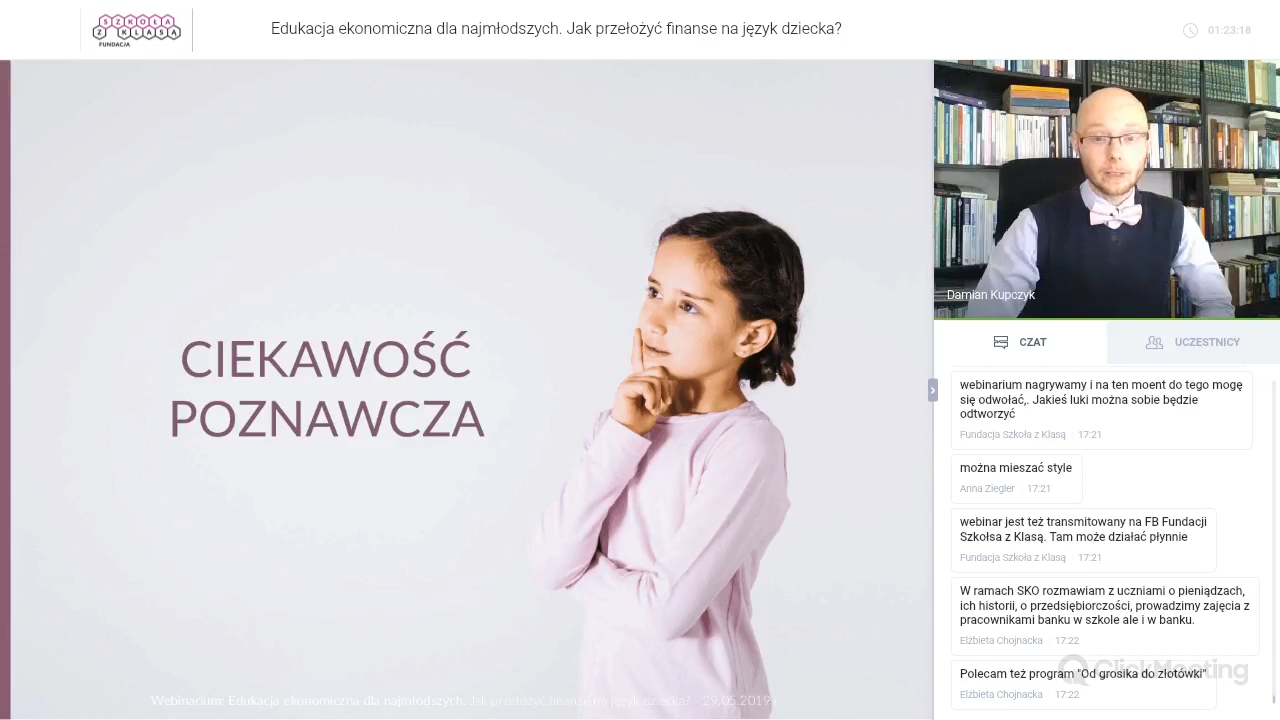 SZKOŁA
Z KLASĄ
FUNDACJA
Edukacja ekonomiczna dla najmłodszych. Jak przełożyć finanse na język dziecka?
01:23:18
CIEKAWOŚĆ
POZNAWCZA
Webinarium: Edukacja ekonomiczna dla najmłodszych. Jak przełożyć finanse na język dziecka? - 29.05.2019 r
Damian Kupczyk
CZAT
UCZESTNICY
webinarium nagrywamy i na ten moent do tego mogę
się odwołać,. Jakieś luki można sobie będzie
odtworzyć
Fundacja Szkoła z Klasą 17:21
można mieszać style
Anna Ziegler 17:21
webinar jest też transmitowany na FB Fundacji
Szkołsa z Klasą. Tam może działać płynnie
Fundacja Szkoła z Klasą 17:21
W ramach SKO rozmawiam z uczniami o pieniądzach,
ich historii, o przedsiębiorczości, prowadzimy zajęcia z
pracownikami banku w szkole ale i w banku.
Elżbieta Chojnacka 17:22
Polecam też program "Od grosika do złotówki"
Elżbieta Chojnacka 17:22
ClickMeeting